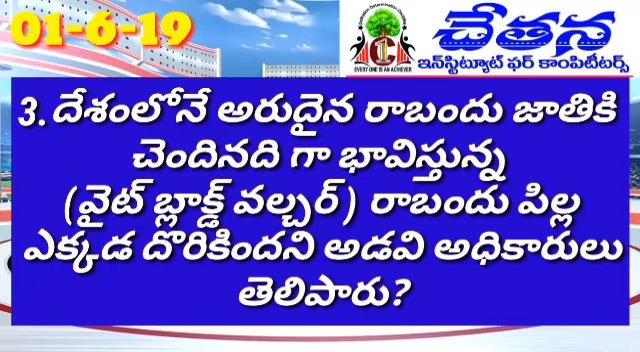 01-6-19
చేతన
ఇన్‌స్టిట్యూట్ ఫర్ కాంపిటీటర్స్
EVERY ONE IS AN ACHIEVER
3. దేశంలోనే అరుదైన రాబందు జాతికి
చెందినది గా భావిస్తున్న
(వైట్ బ్లాక్డ్ వల్చర్) రాబందు పిల్ల
ఎక్కడ దొరికిందని అడవి అధికారులు
తెలిపారు?